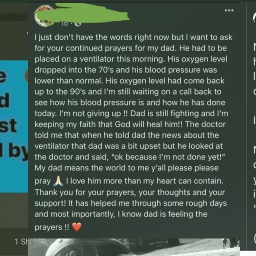 I just don't have the words right now but I want to ask
for your continued prayers for my dad. He had to be
placed on a ventilator this morning. His oxygen level
dropped into the 70's and his blood pressure was
lower than normal. His oxygen level had come back
up to the 90's and I'm still waiting on a call back to
see how his blood pressure is and how he has done
today. I'm not giving up !! Dad is still fighting and I'm
keeping my faith that God will heal him!! The doctor
told me that when he told dad the news about the
ventilator that dad was a bit upset but he looked at
the doctor and said, "ok because I'm not done yet!"
My dad means the world to me y'all please please
pray 🙏 I love him more than my heart can contain.
Thank you for your prayers, your thoughts and your
support! It has helped me through some rough days
and most importantly, I know dad is feeling the
prayers !! ❤️